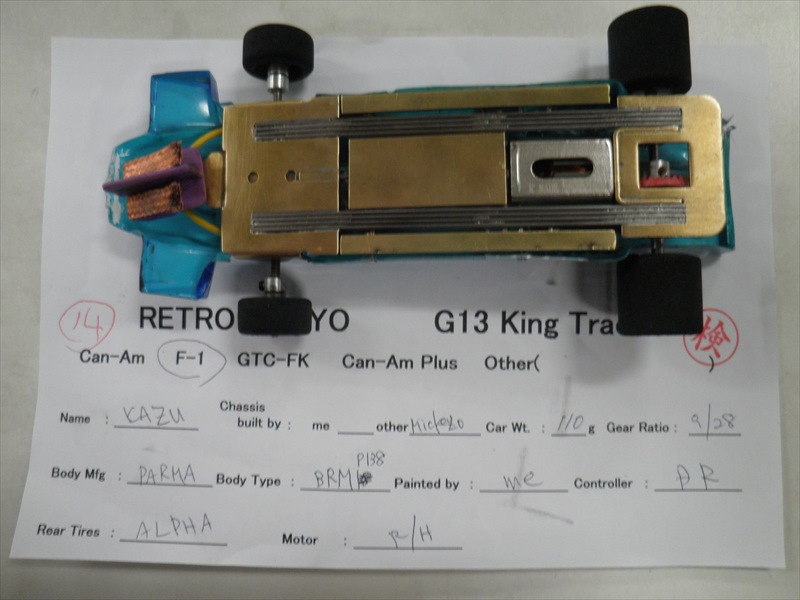 14 RETRO YO G13 King Tra 検
Can-Am F-1 GTC-FK Can-Am Plus Other( )
Name : KAZU Chassis built by : me other Car Wt. : 110 g Gear Ratio : 9/28
P138
Body Mfg : PARMA Body Type : BRM Painted by : me Controller : DR
Rear Tires : ALPHA Motor : /H